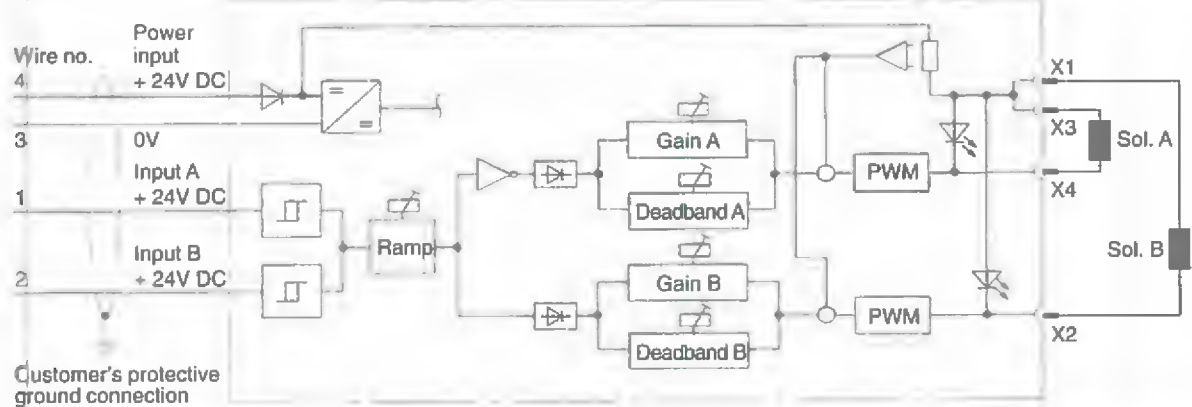 Power
Wire no. input
4 + 24V DC
3 0V
Input A
1 + 24V DC
Input B
2 + 24V DC
Customer's protective
ground connection
Ramp
Gain A
Deadband A
Gain B
Deadband B
PWM
PWM
X1
X3
Sol. A
X4
Sol. B
X2